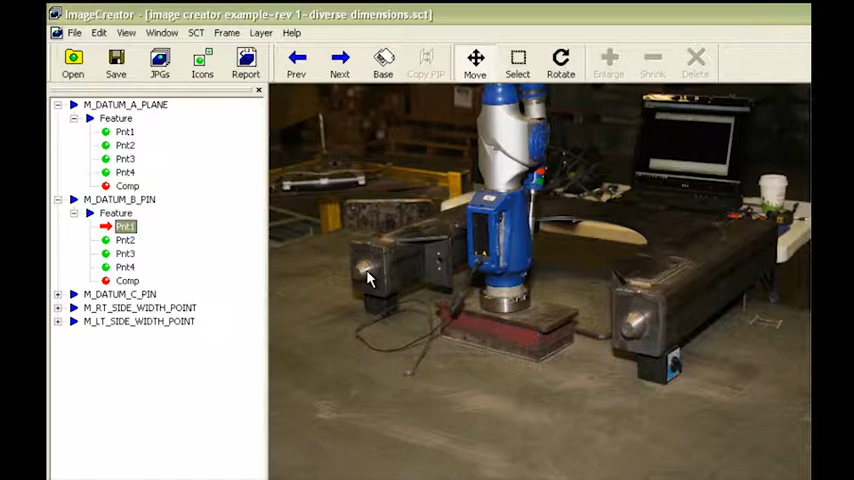 ImageCreator - [image creator example-rev 1-diverse dimensions.sct]
File Edit View Window SCT Frame Layer Help
Open Save JPGs Icons Report Prev Next Base Copy PIP Move Select Rotate Enlarge Shrink Delete
M_DATUM_A_PLANE
Feature
Pnt1
Pnt2
Pnt3
Pnt4
Comp
M_DATUM_B_PIN
Feature
Pnt1
Pnt2
Pnt3
Pnt4
Comp
M_DATUM_C_PIN
M_RT_SIDE_WIDTH_POINT
M_LT_SIDE_WIDTH_POINT